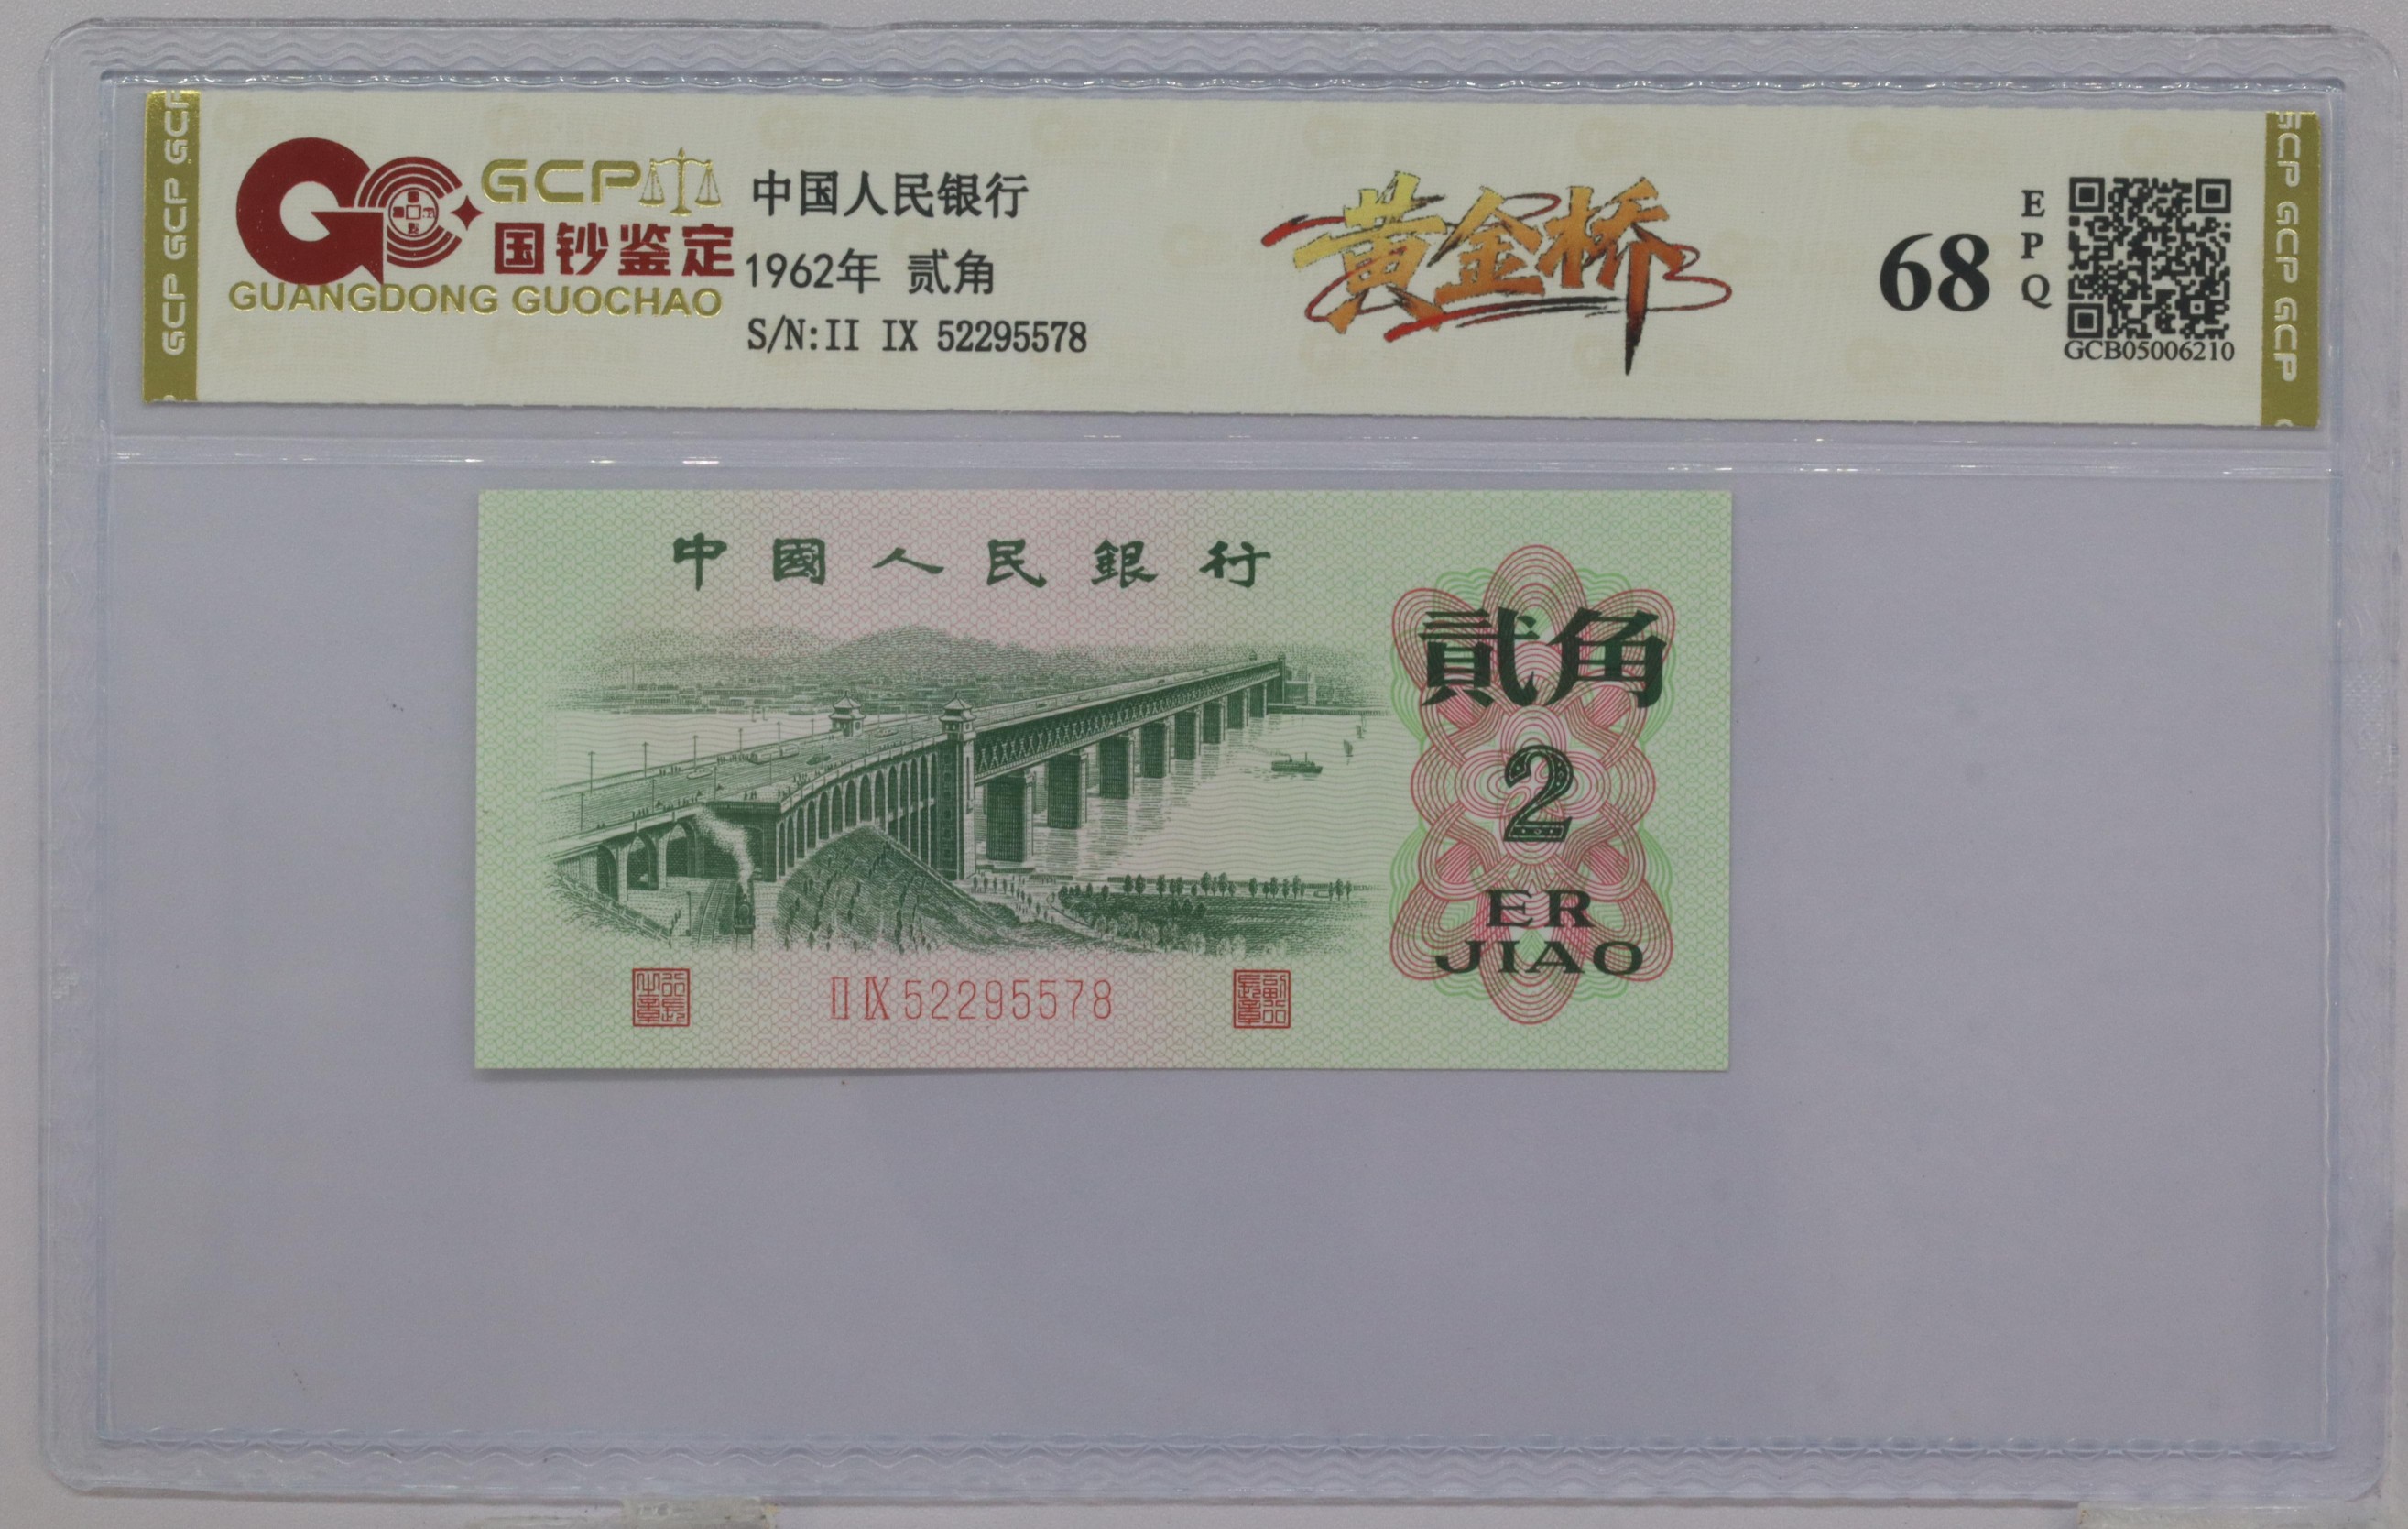 GCP GCP GCP
GCP
国钞鉴定
GUANGDONG GUOCHAO
中国人民银行
1962年 贰角
S/N:II IX 52295578
黄金桥
68
EPQ
GCB05006210
GCP GCP GCP
中國人民銀行
貳角
2
ER
JIAO
II IX 52295578